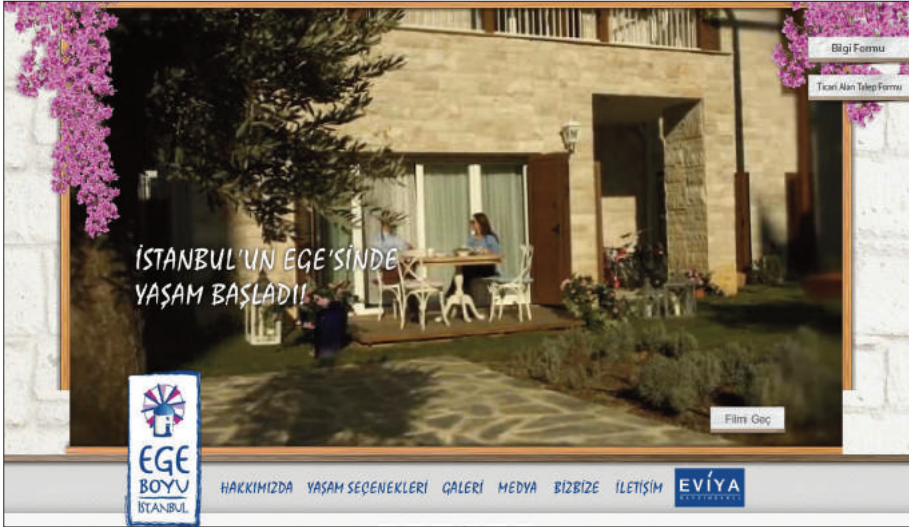 Bilgi Formu
Ticari Alan Talep Formu
İSTANBUL'UN EGE'SİNDE
YAŞAM BAŞLADI!
Filmi Geç
EGE
BOYU
İSTANBUL
HAKKIMIZDA YAŞAM SEÇENEKLERİ GALERİ MEDYA BİZBİZE İLETİŞİM EVİYA